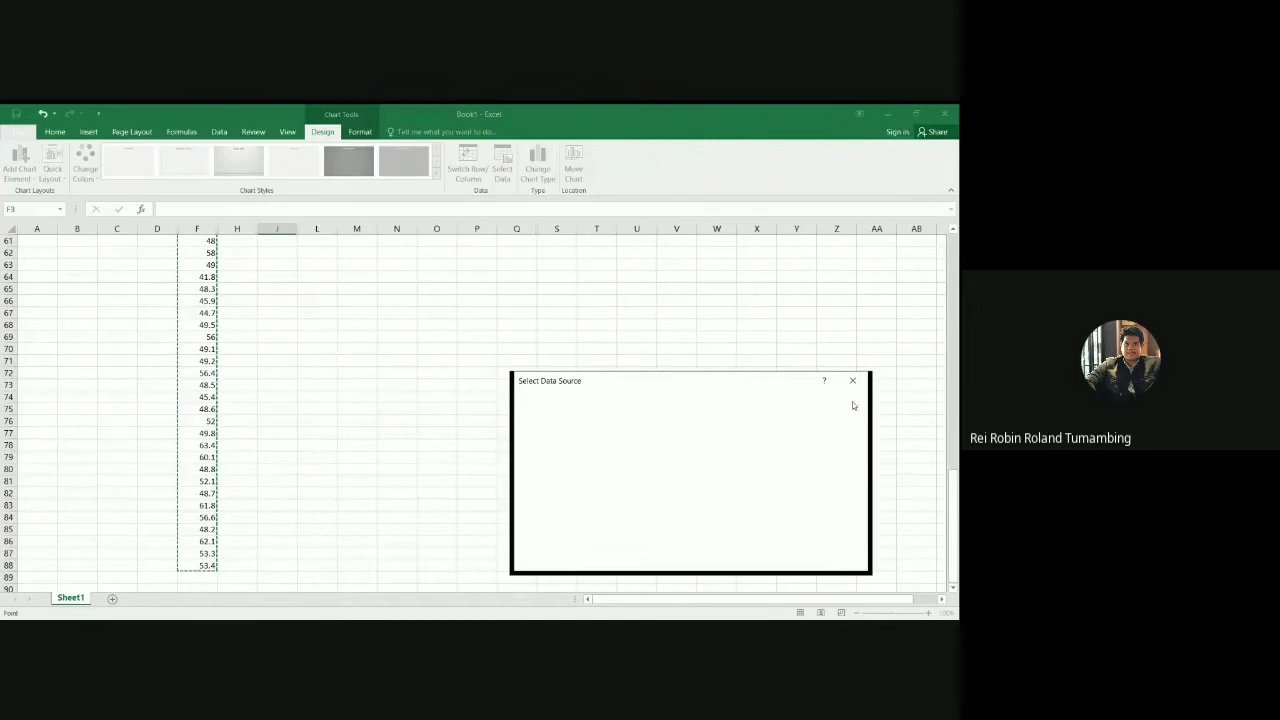 Chart Tools
Book1 - Excel
Home Insert Page Layout Formulas Data Review View Design Format Tell me what you want to do... Sign in Share
Add Chart Element Quick Layout Change Colors Switch Row/Column Select Data Change Chart Type Move Chart
Chart Layouts Chart Styles Data Type Location
F3 fx
A B C D F H J L M N O P Q S T U V W X Y Z AA AB
61 48
62 58
63 49
64 41.8
65 48.3
66 45.9
67 44.7
68 49.5
69 56
70 49.1
71 49.2
72 56.4
73 48.5
74 45.4
75 48.6
76 52
77 49.8
78 63.4
79 60.1
80 48.8
81 52.1
82 48.7
83 61.8
84 56.6
85 48.2
86 62.1
87 53.3
88 53.4
89
90
Select Data Source ?
Sheet1
Point
100%
Rei Robin Roland Tumambing